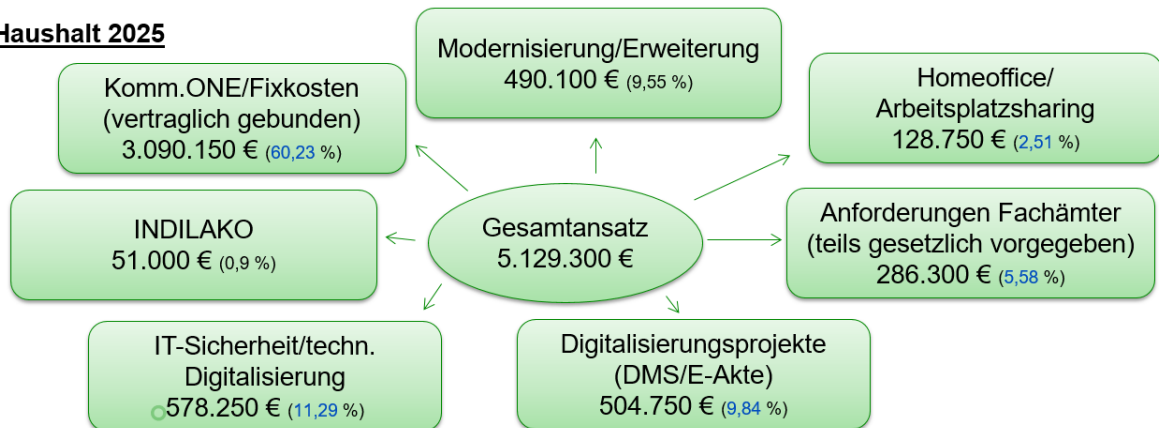 Haushalt 2025
Modernisierung/Erweiterung
490.100 € (9,55 %)
Komm.ONE/Fixkosten
(vertraglich gebunden)
3.090.150 € (60,23 %)
Homeoffice/
Arbeitsplatzsharing
128.750 € (2,51 %)
INDILAKO
51.000 € (0,9 %)
Gesamtansatz
5.129.300 €
Anforderungen Fachämter
(teils gesetzlich vorgegeben)
286.300 € (5,58 %)
IT-Sicherheit/techn.
Digitalisierung
578.250 € (11,29 %)
Digitalisierungsprojekte
(DMS/E-Akte)
504.750 € (9,84 %)